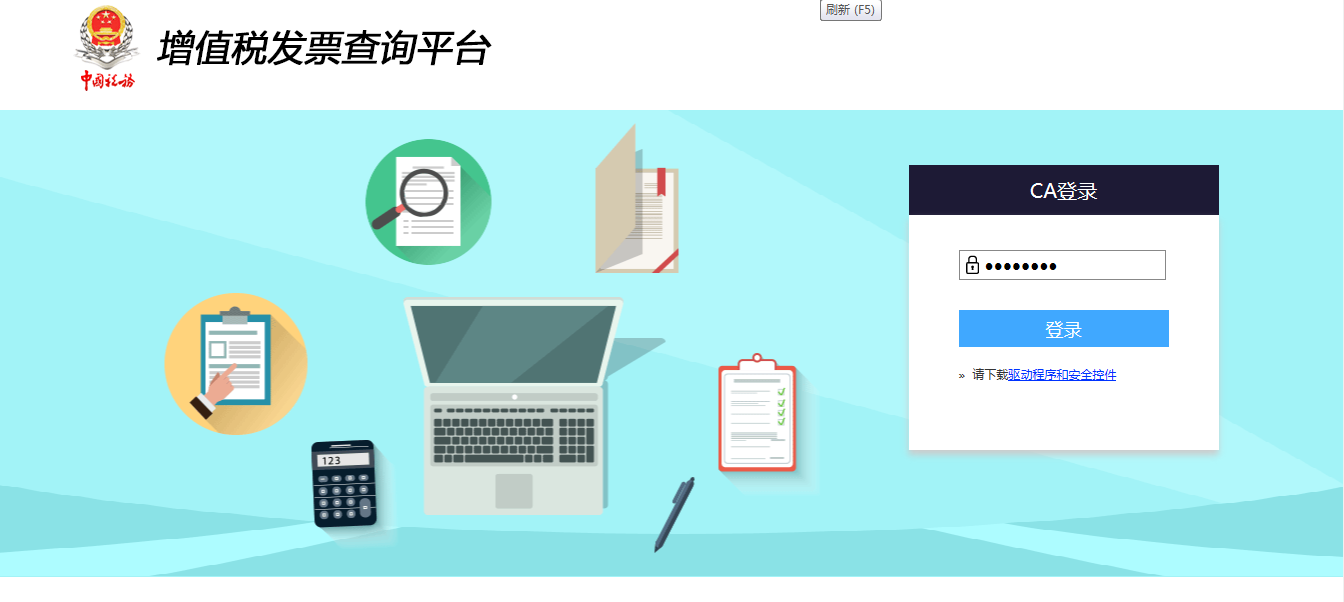 刷新 (F5)
增值税发票查询平台
中国税务
CA登录
●●●●●●●●
登录
» 请下载驱动程序和安全控件
123